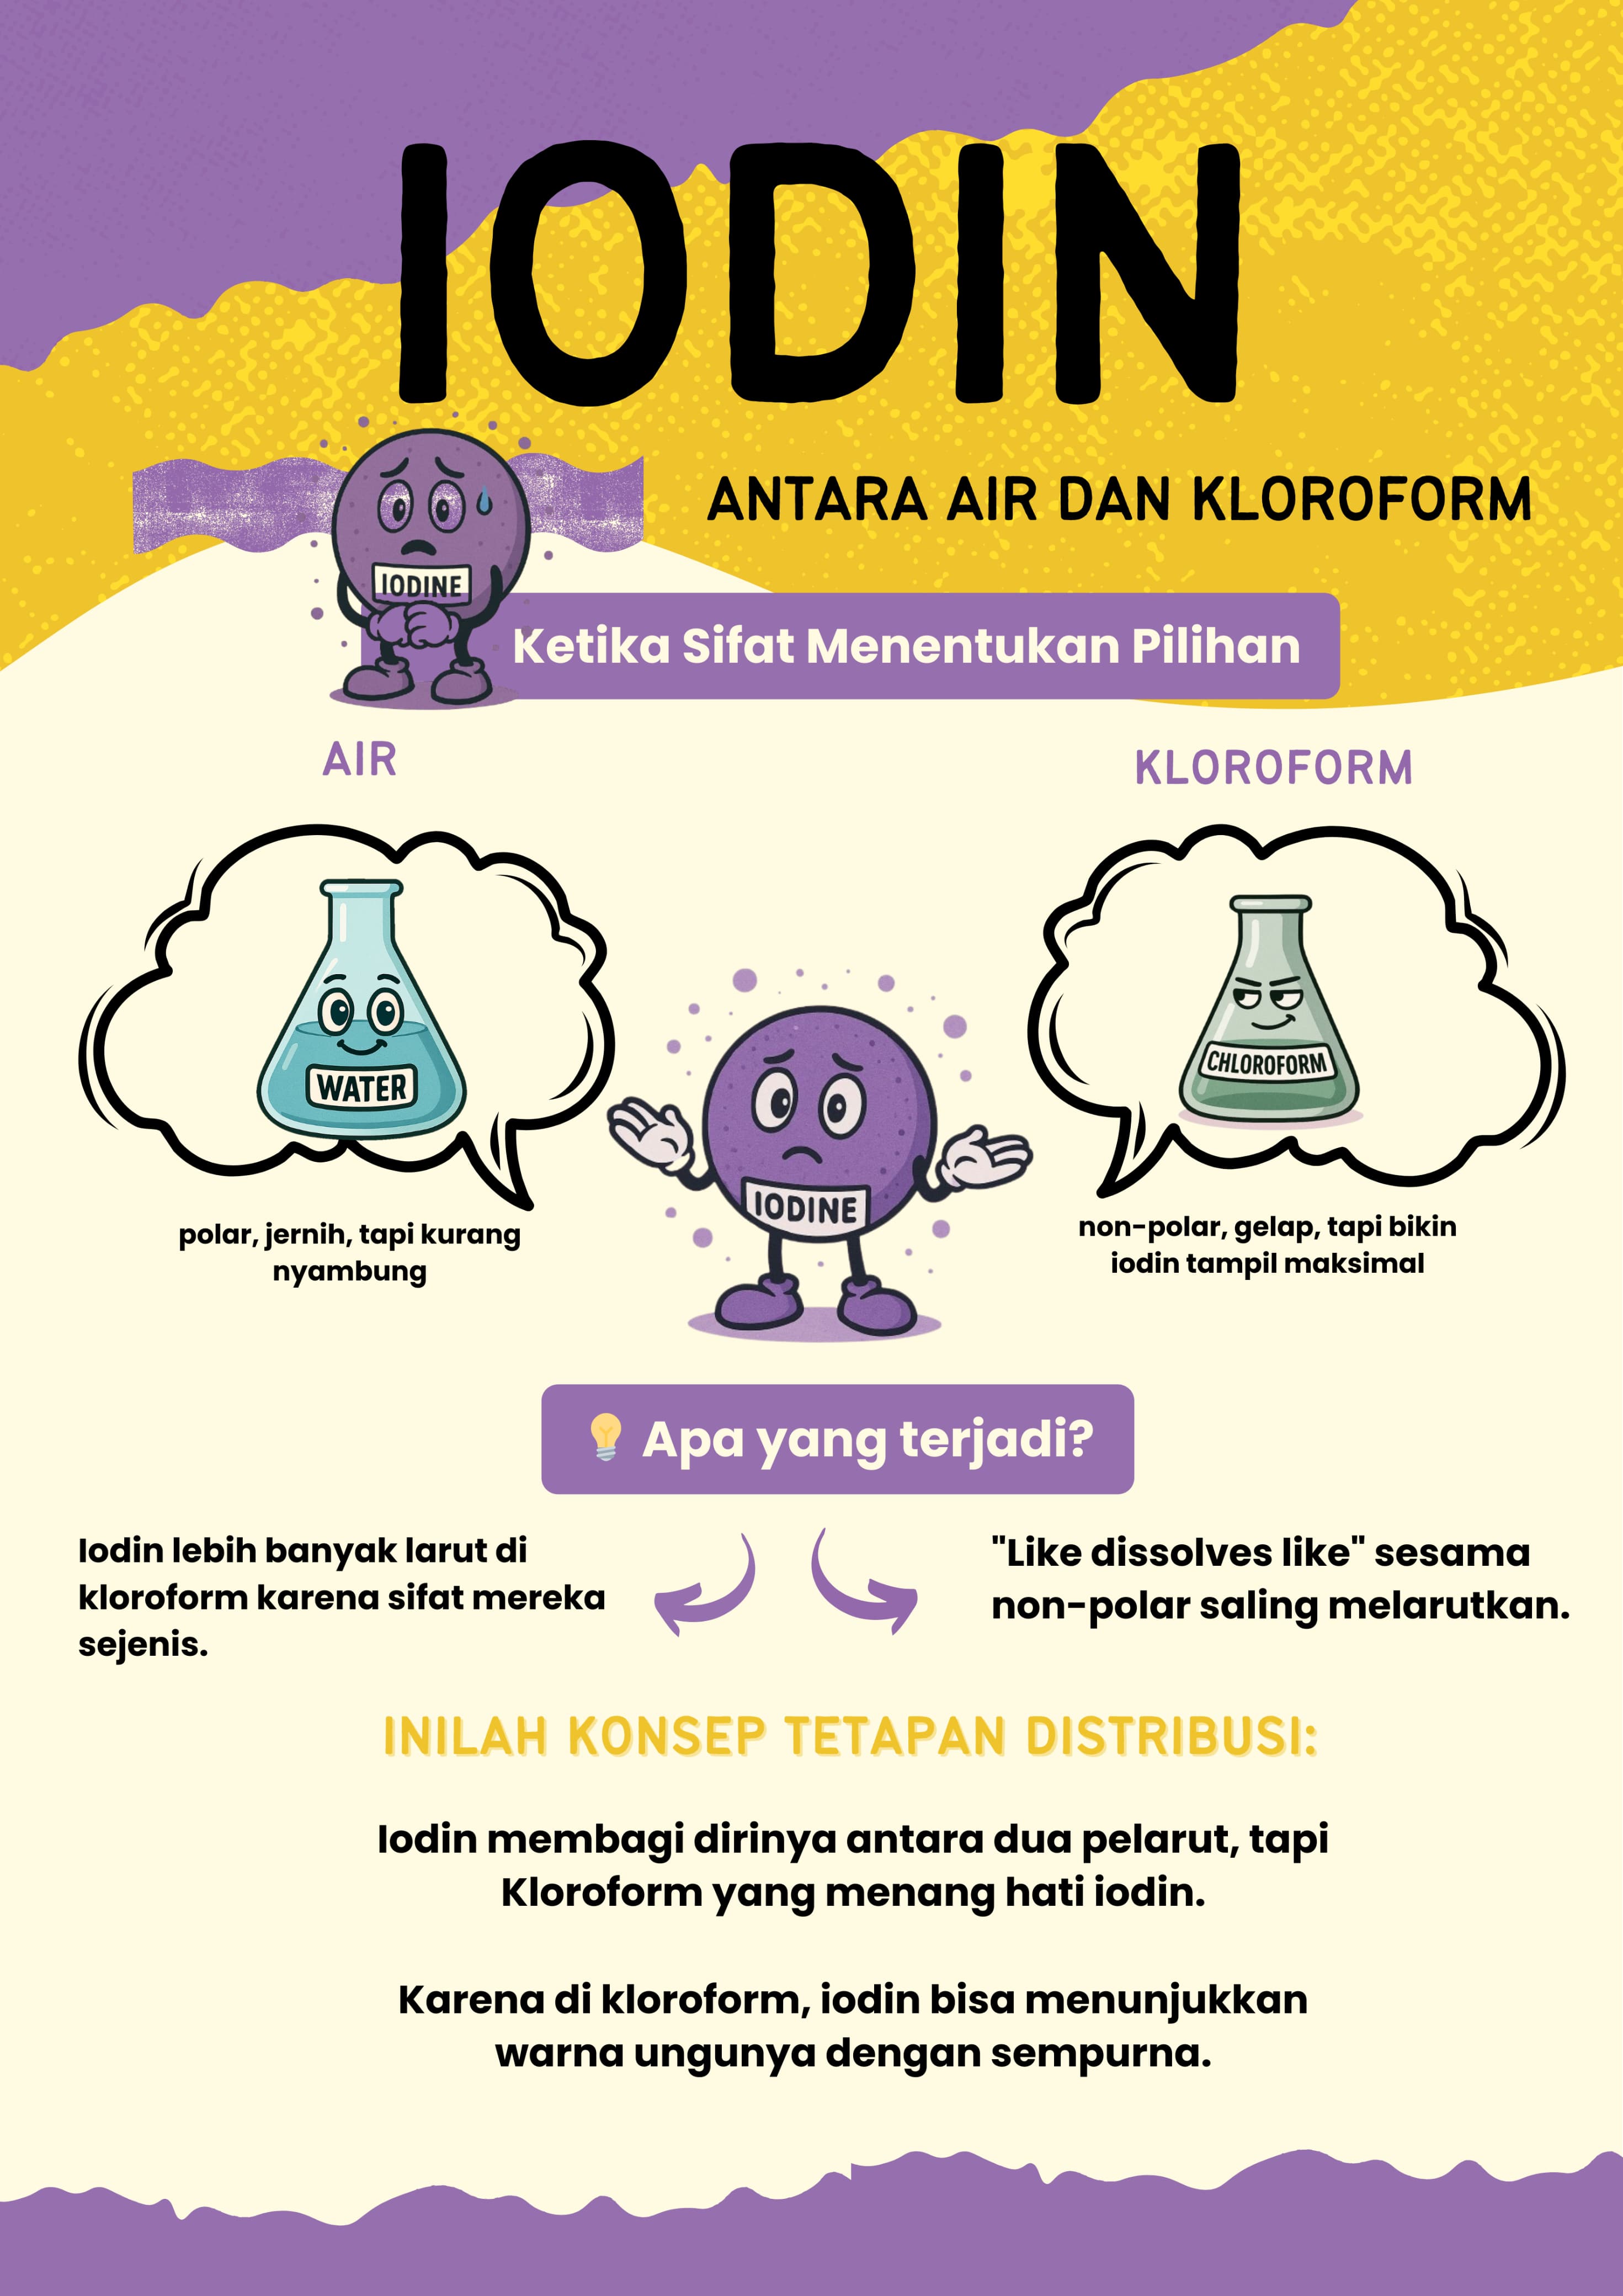 IODIN
ANTARA AIR DAN KLOROFORM
IODINE
Ketika Sifat Menentukan Pilihan
AIR
KLOROFORM
WATER
CHLOROFORM
IODINE
polar, jernih, tapi kurang
nyambung
non-polar, gelap, tapi bikin
iodin tampil maksimal
💡 Apa yang terjadi?
Iodin lebih banyak larut di
kloroform karena sifat mereka
sejenis.
"Like dissolves like" sesama
non-polar saling melarutkan.
INILAH KONSEP TETAPAN DISTRIBUSI:
Iodin membagi dirinya antara dua pelarut, tapi
Kloroform yang menang hati iodin.
Karena di kloroform, iodin bisa menunjukkan
warna ungunya dengan sempurna.